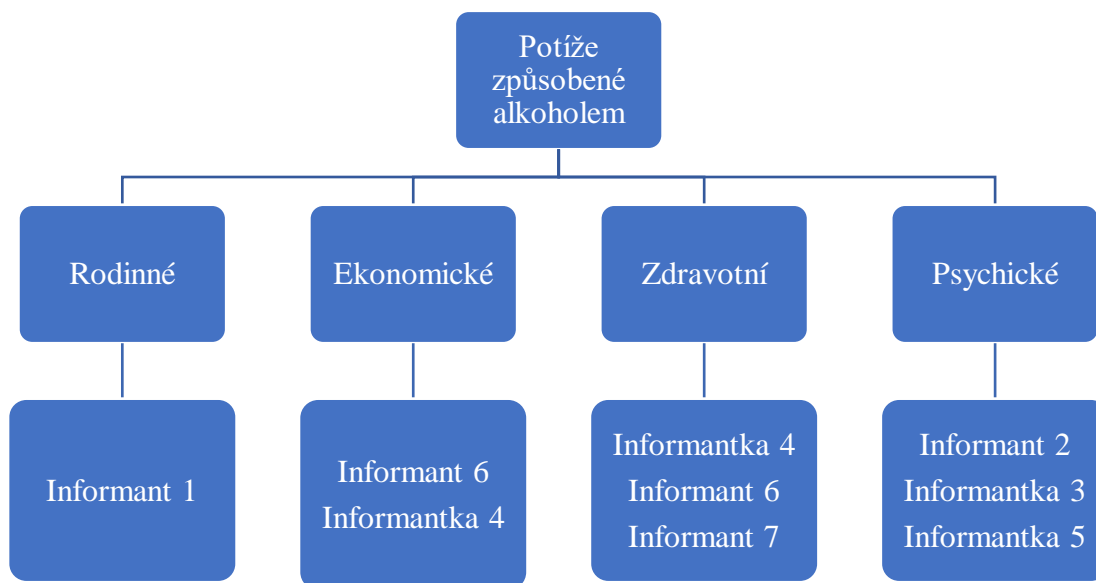 Potíže
způsobené
alkoholem
Rodinné
Ekonomické
Zdravotní
Psychické
Informant 1
Informant 6
Informantka 4
Informantka 4
Informant 6
Informant 7
Informant 2
Informantka 3
Informantka 5